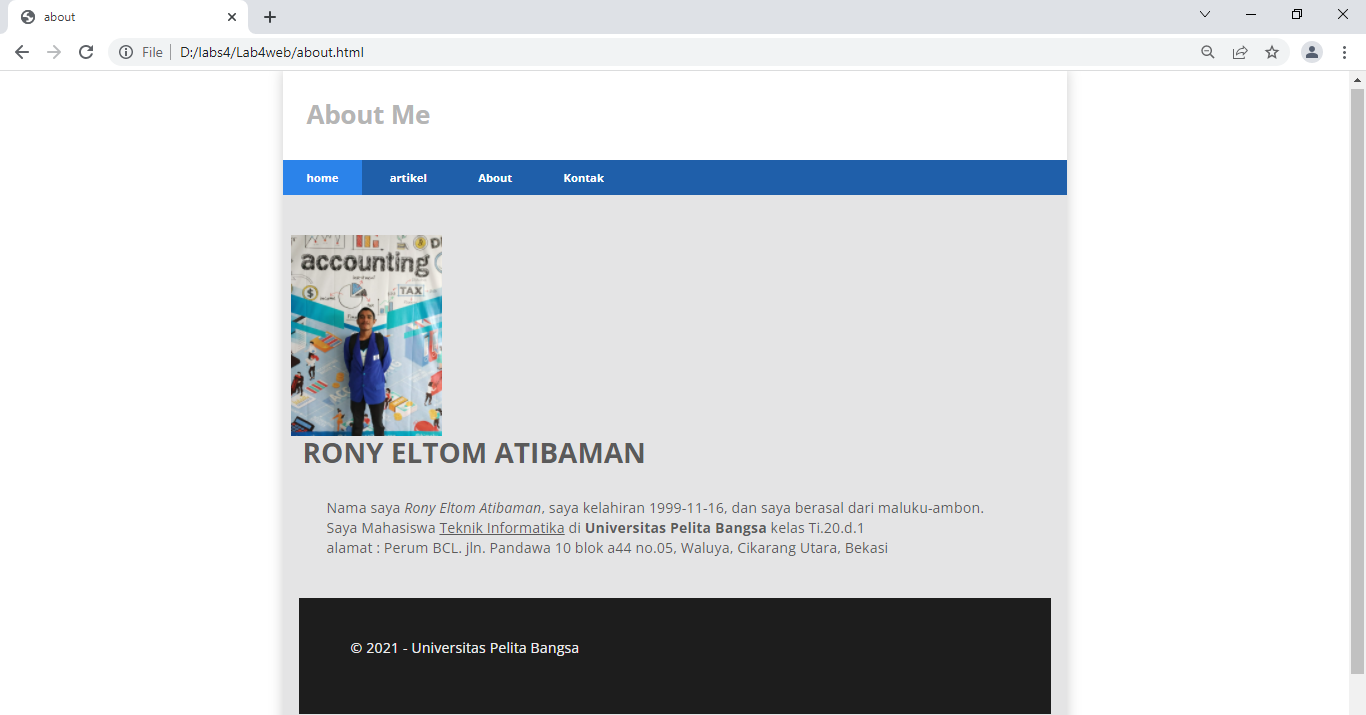 about
File
D:/labs4/Lab4web/about.html
About Me
home artikel About Kontak
accounting
TAX
RONY ELTOM ATIBAMAN
Nama saya Rony Eltom Atibaman, saya kelahiran 1999-11-16, dan saya berasal dari maluku-ambon.
Saya Mahasiswa Teknik Informatika di Universitas Pelita Bangsa kelas Ti.20.d.1
alamat : Perum BCL. jln. Pandawa 10 blok a44 no.05, Waluya, Cikarang Utara, Bekasi
© 2021 - Universitas Pelita Bangsa